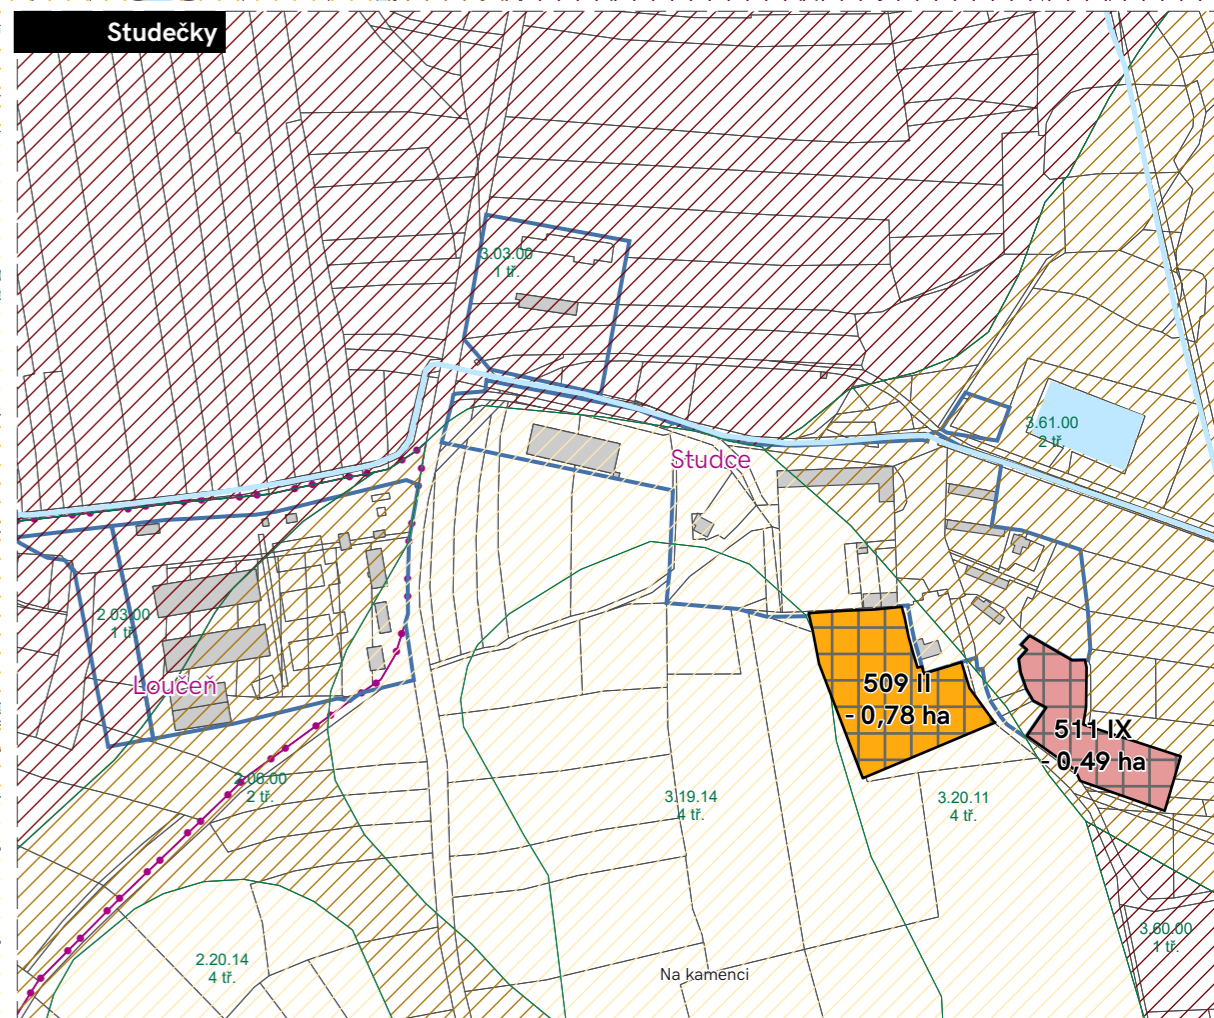 Studečky
3.03.00
1 tř.
3.61.00
2 tř.
Studce
2.03.00
1 tř.
Loučeň
509 II
- 0,78 ha
511 IX
- 0,49 ha
2.06.00
2 tř.
3.19.14
4 tř.
3.20.11
4 tř.
3.60.00
1 tř.
2.20.14
4 tř.
Na kamenci